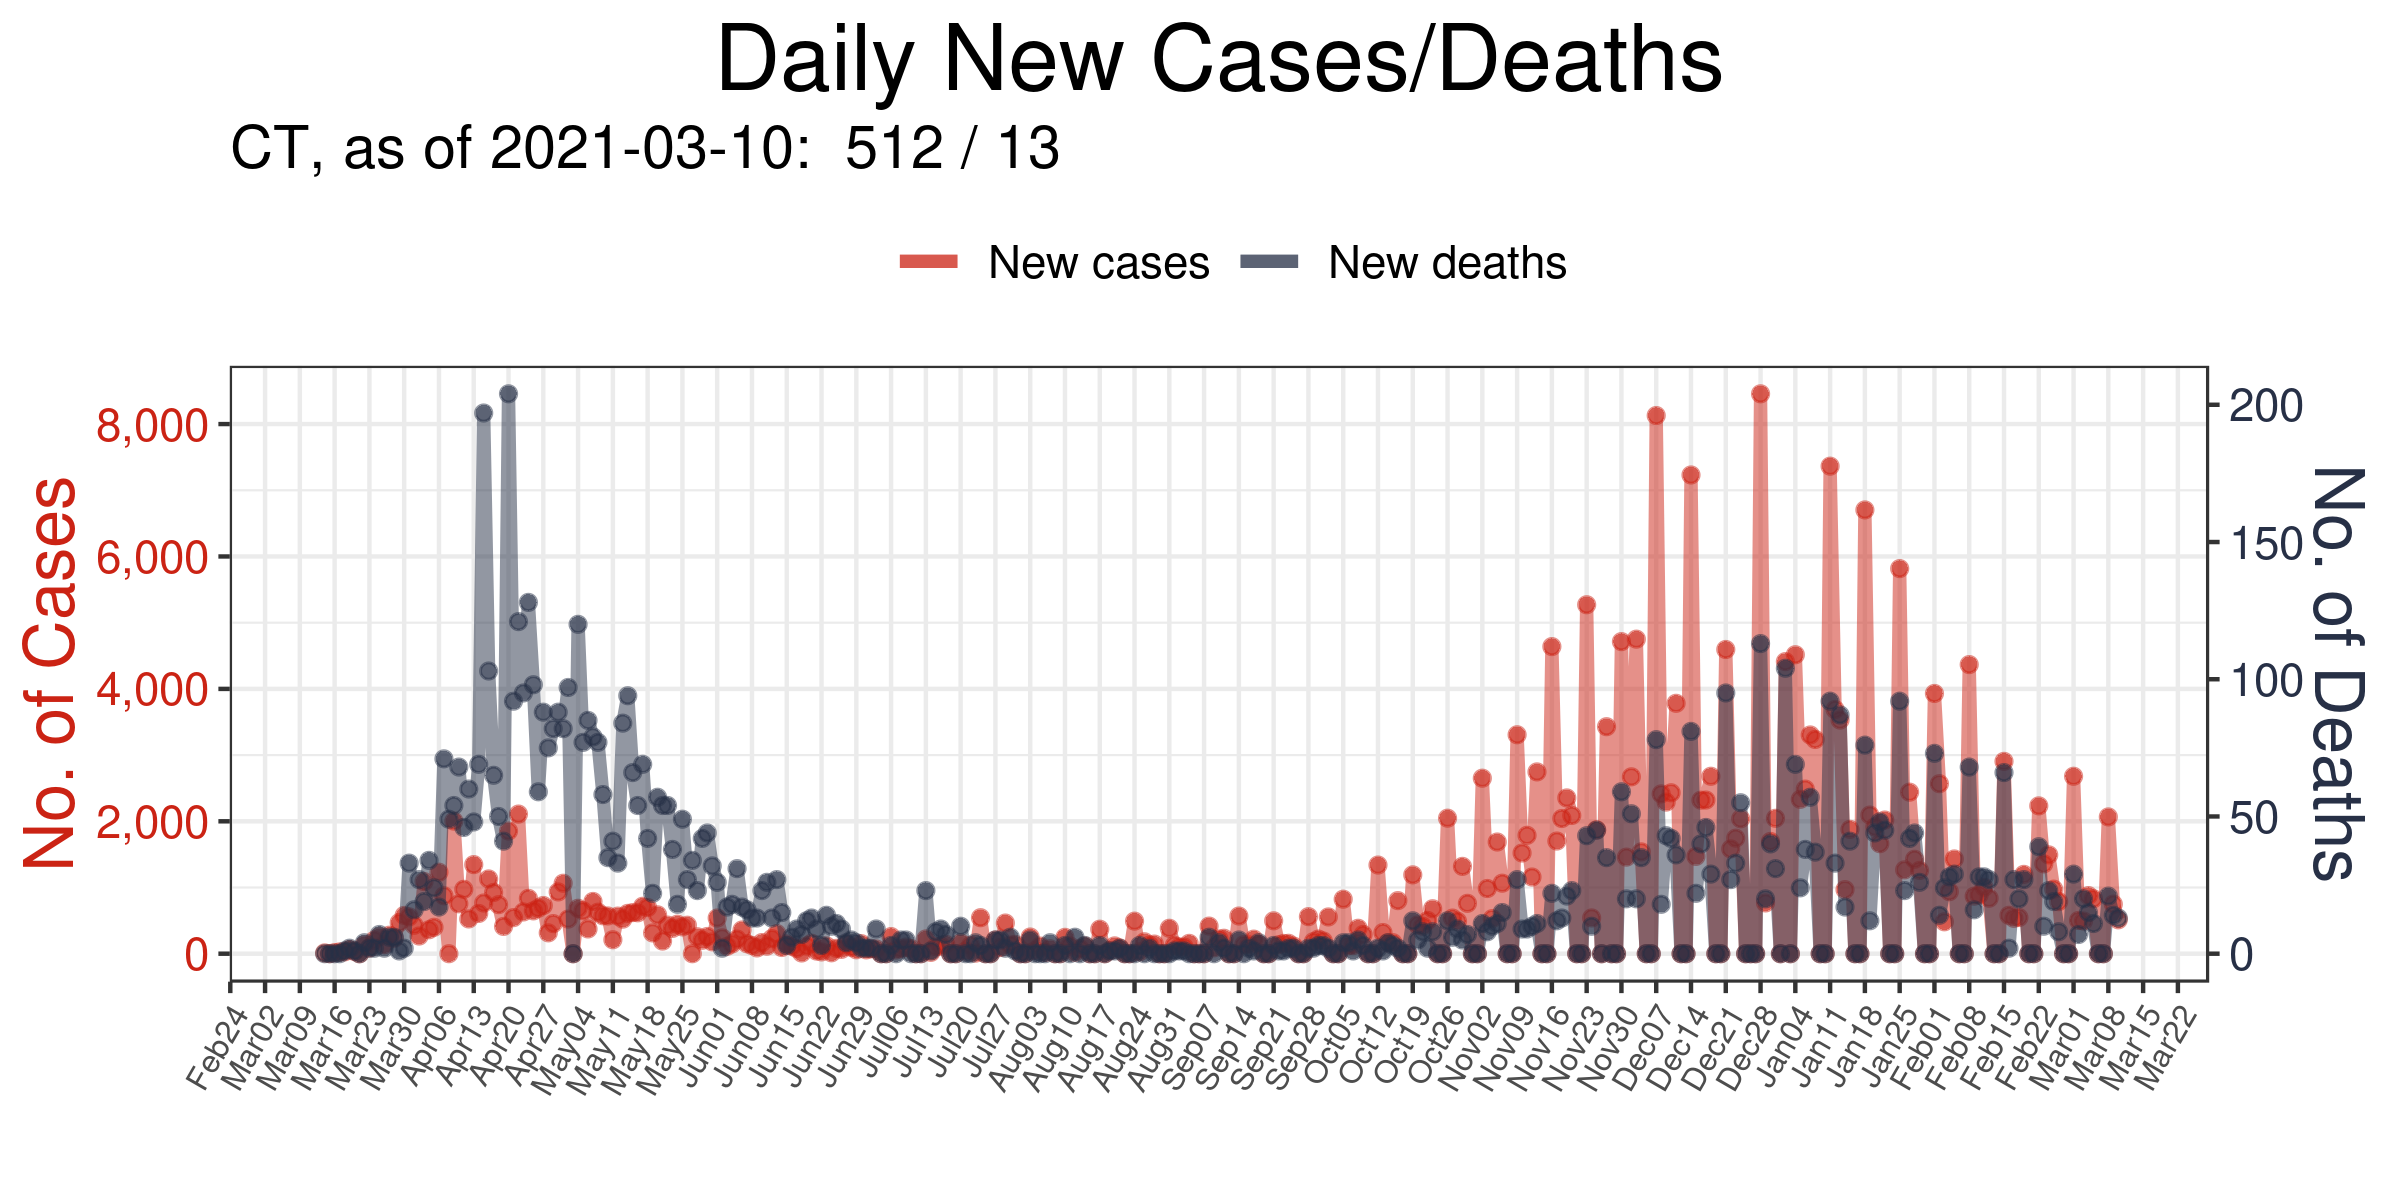 Daily New Cases/Deaths
CT, as of 2021-03-10: 512 / 13
New cases New deaths
No. of Cases
8,000
6,000
4,000
2,000
0
200
150
100
50
0
No. of Deaths
Feb24 Mar02 Mar09 Mar16 Mar23 Mar30 Apr06 Apr13 Apr20 Apr27 May04 May11 May18 May25 Jun01 Jun08 Jun15 Jun22 Jun29 Jul06 Jul13 Jul20 Jul27 Aug03 Aug10 Aug17 Aug24 Aug31 Sep07 Sep14 Sep21 Sep28 Oct05 Oct12 Oct19 Oct26 Nov02 Nov09 Nov16 Nov23 Nov30 Dec07 Dec14 Dec21 Dec28 Jan04 Jan11 Jan18 Jan25 Feb01 Feb08 Feb15 Feb22 Mar01 Mar08 Mar15 Mar22